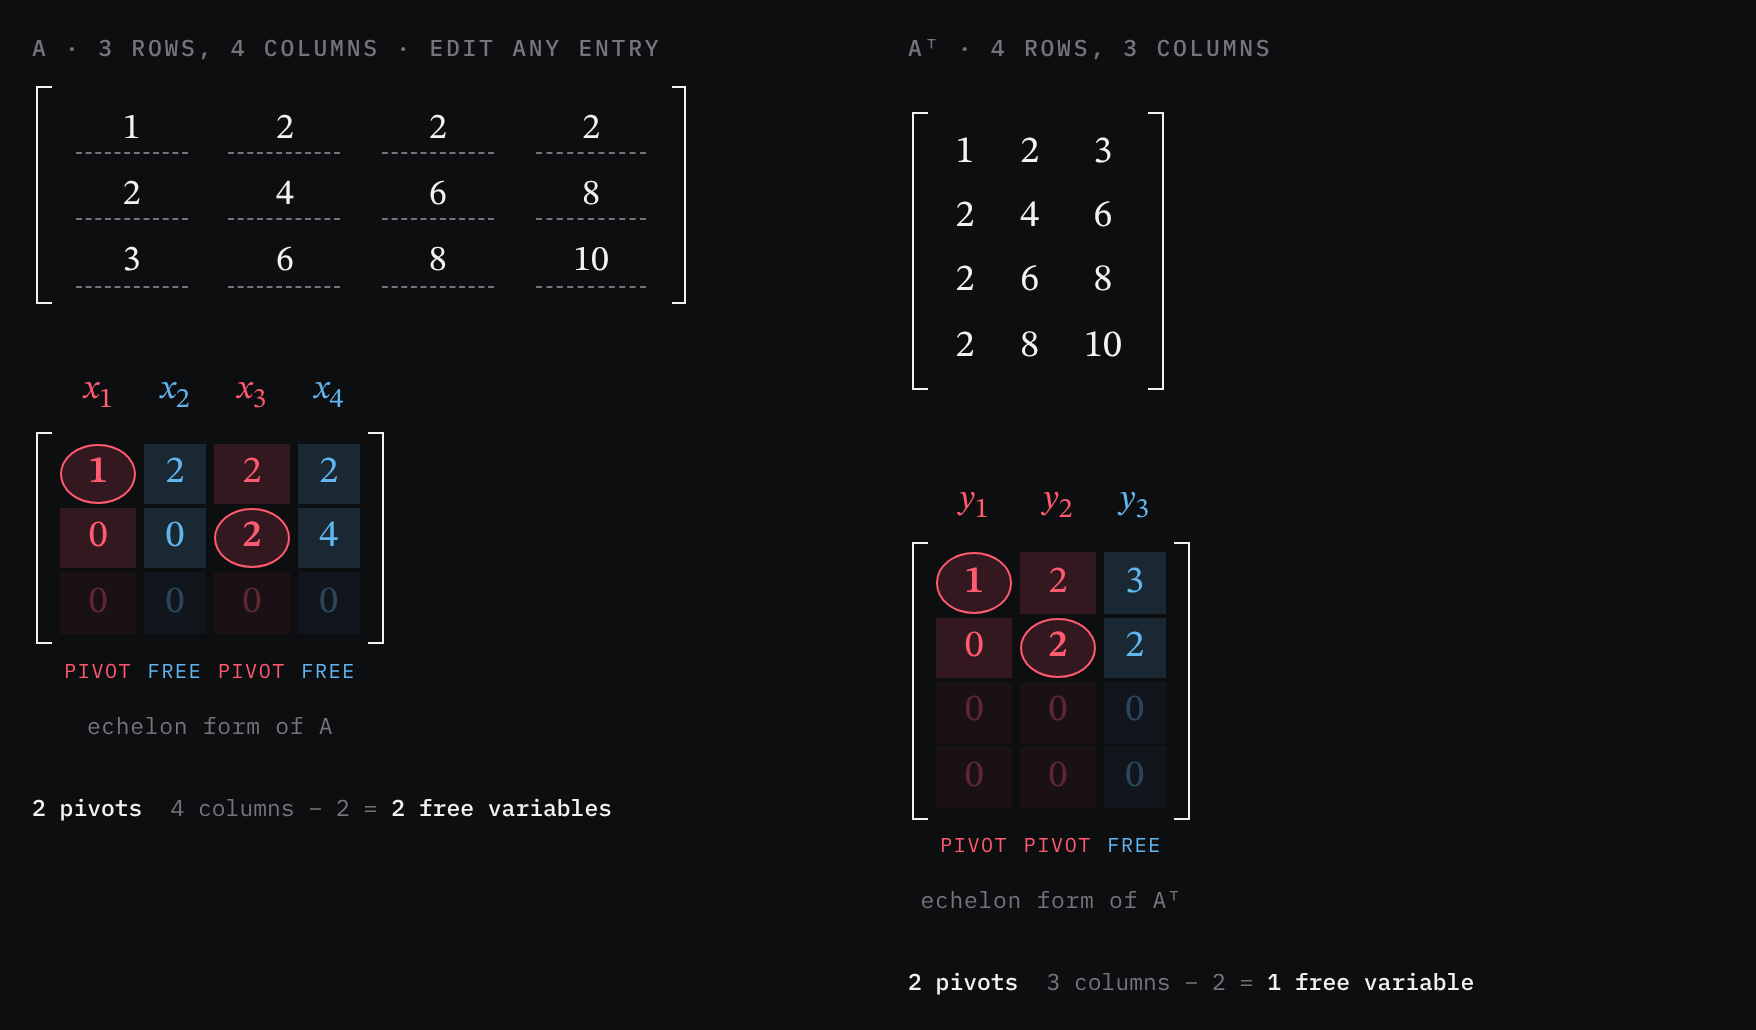 A · 3 ROWS, 4 COLUMNS · EDIT ANY ENTRY
1 2 2 2
2 4 6 8
3 6 8 10
x₁ x₂ x₃ x₄
1 2 2 2
0 0 2 4
0 0 0 0
PIVOT FREE PIVOT FREE
echelon form of A
2 pivots 4 columns − 2 = 2 free variables
Aᵀ · 4 ROWS, 3 COLUMNS
1 2 3
2 4 6
2 6 8
2 8 10
y₁ y₂ y₃
1 2 3
0 2 2
0 0 0
0 0 0
PIVOT PIVOT FREE
echelon form of Aᵀ
2 pivots 3 columns − 2 = 1 free variable